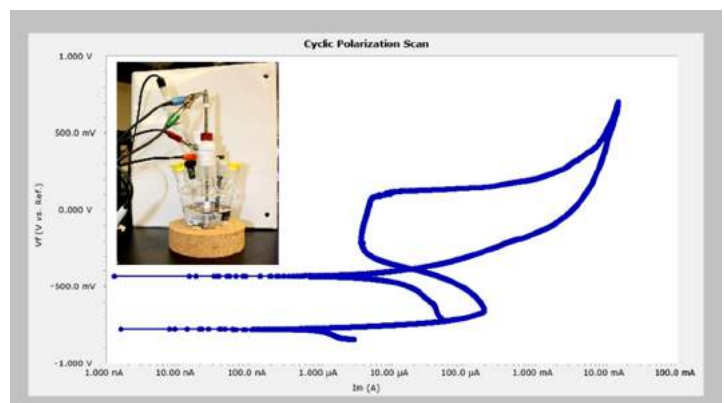 Cyclic Polarization Scan
1.000 V
500.0 mV
0.000 V
-500.0 mV
-1.000 V
Vf (V vs. Ref.)
1.000 nA 10.00 nA 100.0 nA 1.000 µA 10.00 µA 100.0 µA 1.000 mA 10.00 mA 100.0 mA
Im (A)